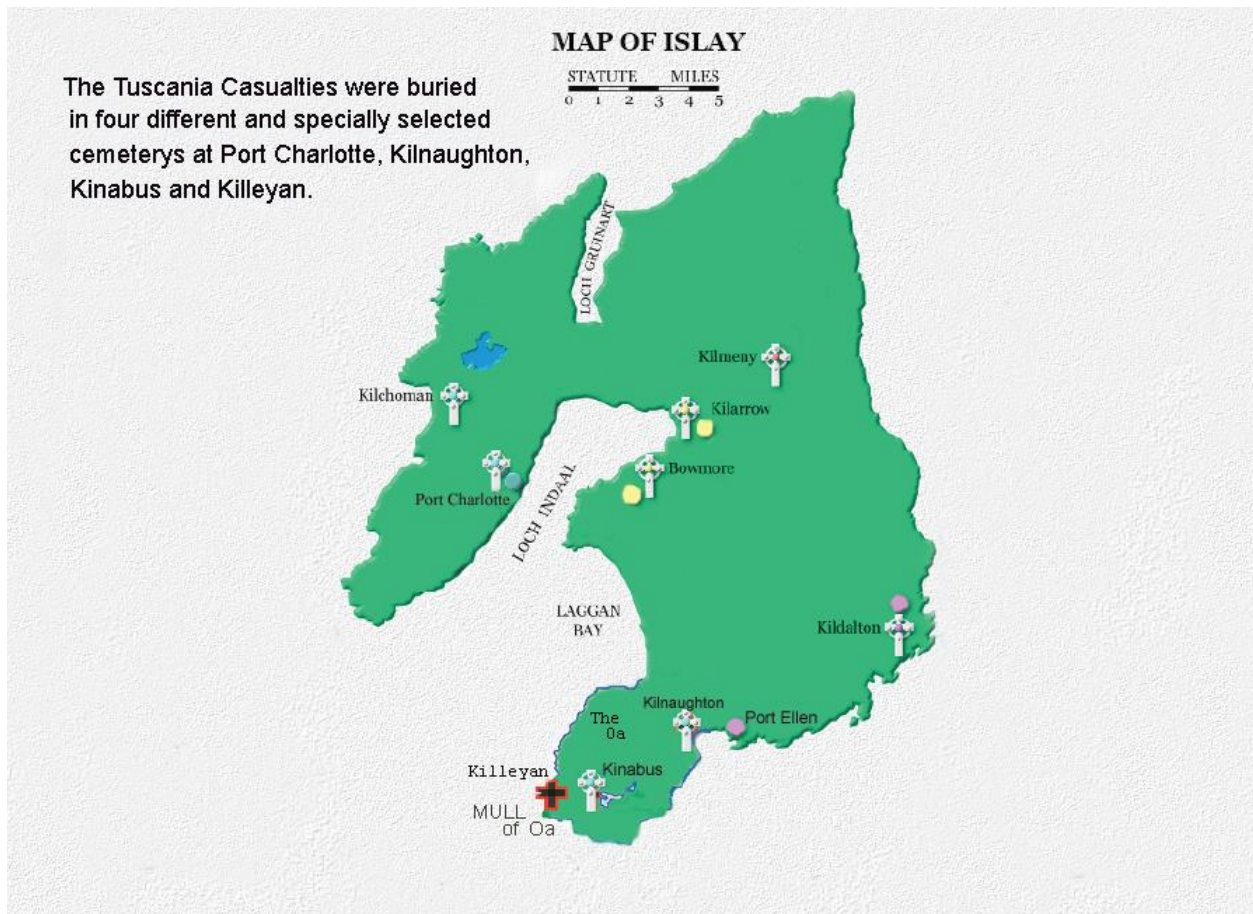 MAP OF ISLAY
STATUTE MILES
0 1 2 3 4 5
The Tuscania Casualties were buried
in four different and specially selected
cemeterys at Port Charlotte, Kilnaughton,
Kinabus and Killeyan.
LOCH GRUINART
Kilmeny
Kilchoman
Kilarrow
Bowmore
Port Charlotte
LOCH INDAAL
LAGGAN
BAY
Kildalton
Kilnaughton
The
Oa
Port Ellen
Killeyan
Kinabus
MULL
of Oa